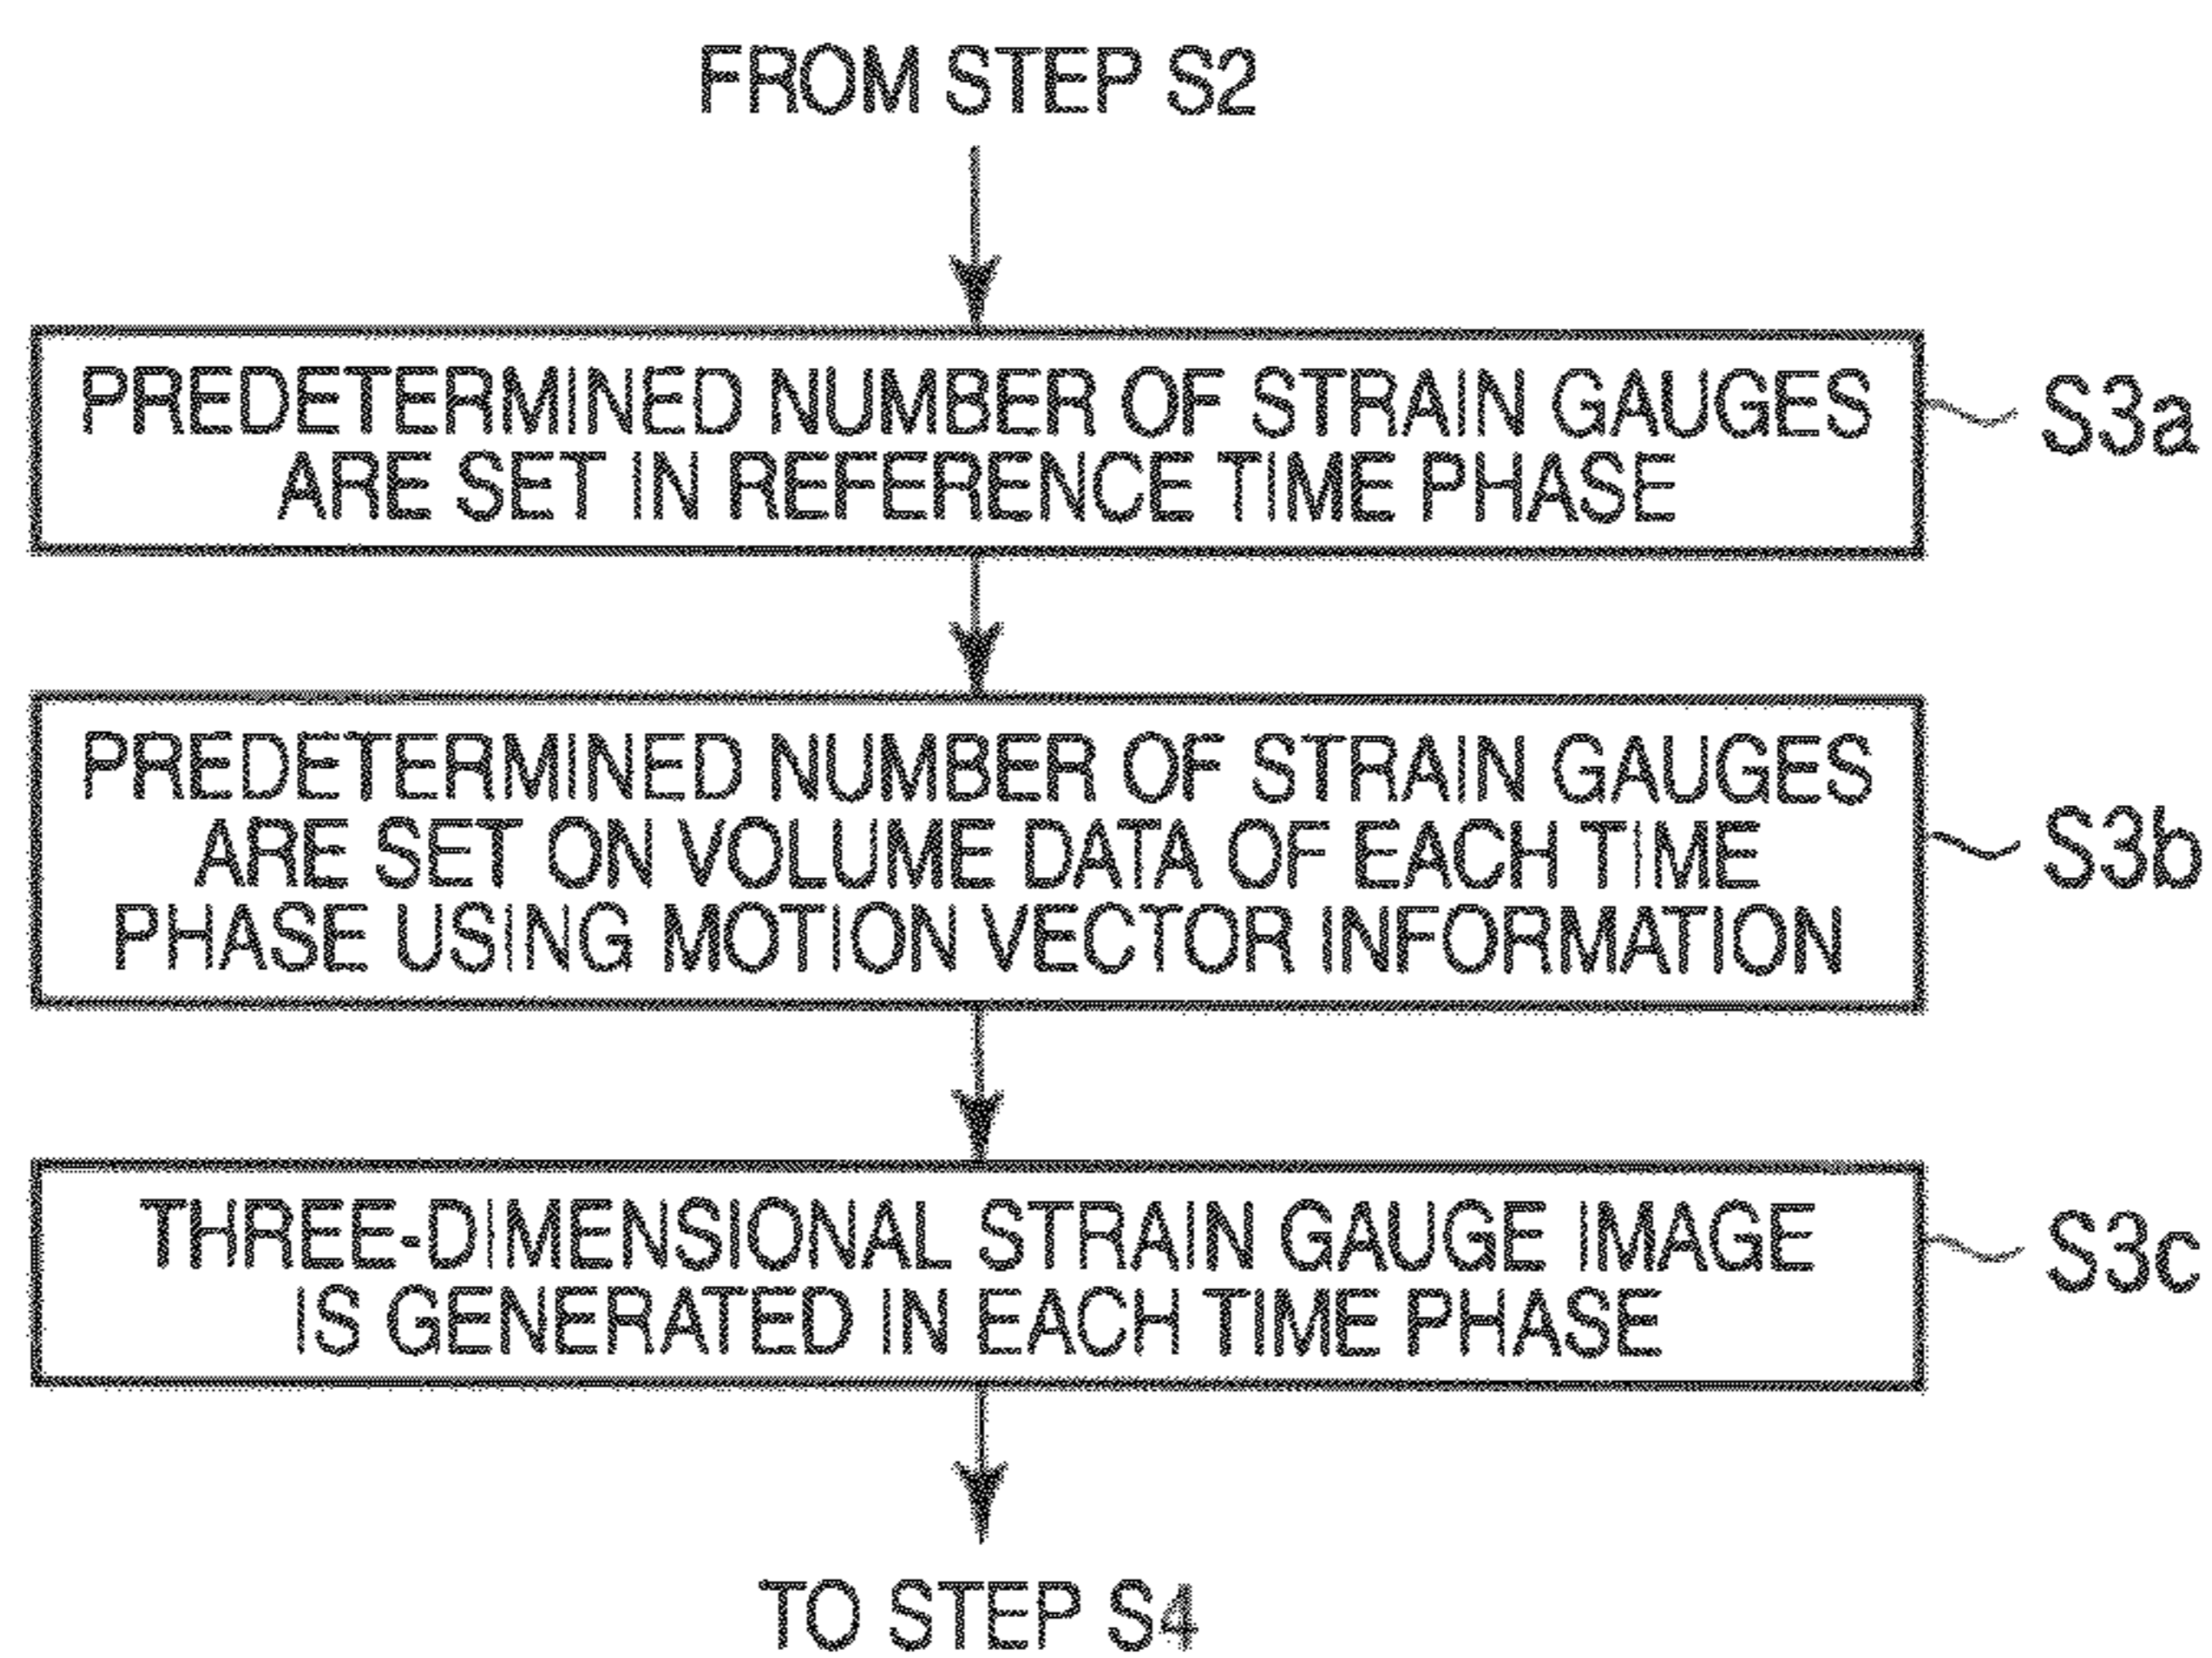 FROM STEP S2
PREDETERMINED NUMBER OF STRAIN GAUGES
ARE SET IN REFERENCE TIME PHASE
S3a
PREDETERMINED NUMBER OF STRAIN GAUGES
ARE SET ON VOLUME DATA OF EACH TIME
PHASE USING MOTION VECTOR INFORMATION
S3b
THREE-DIMENSIONAL STRAIN GAUGE IMAGE
IS GENERATED IN EACH TIME PHASE
S3c
TO STEP S4